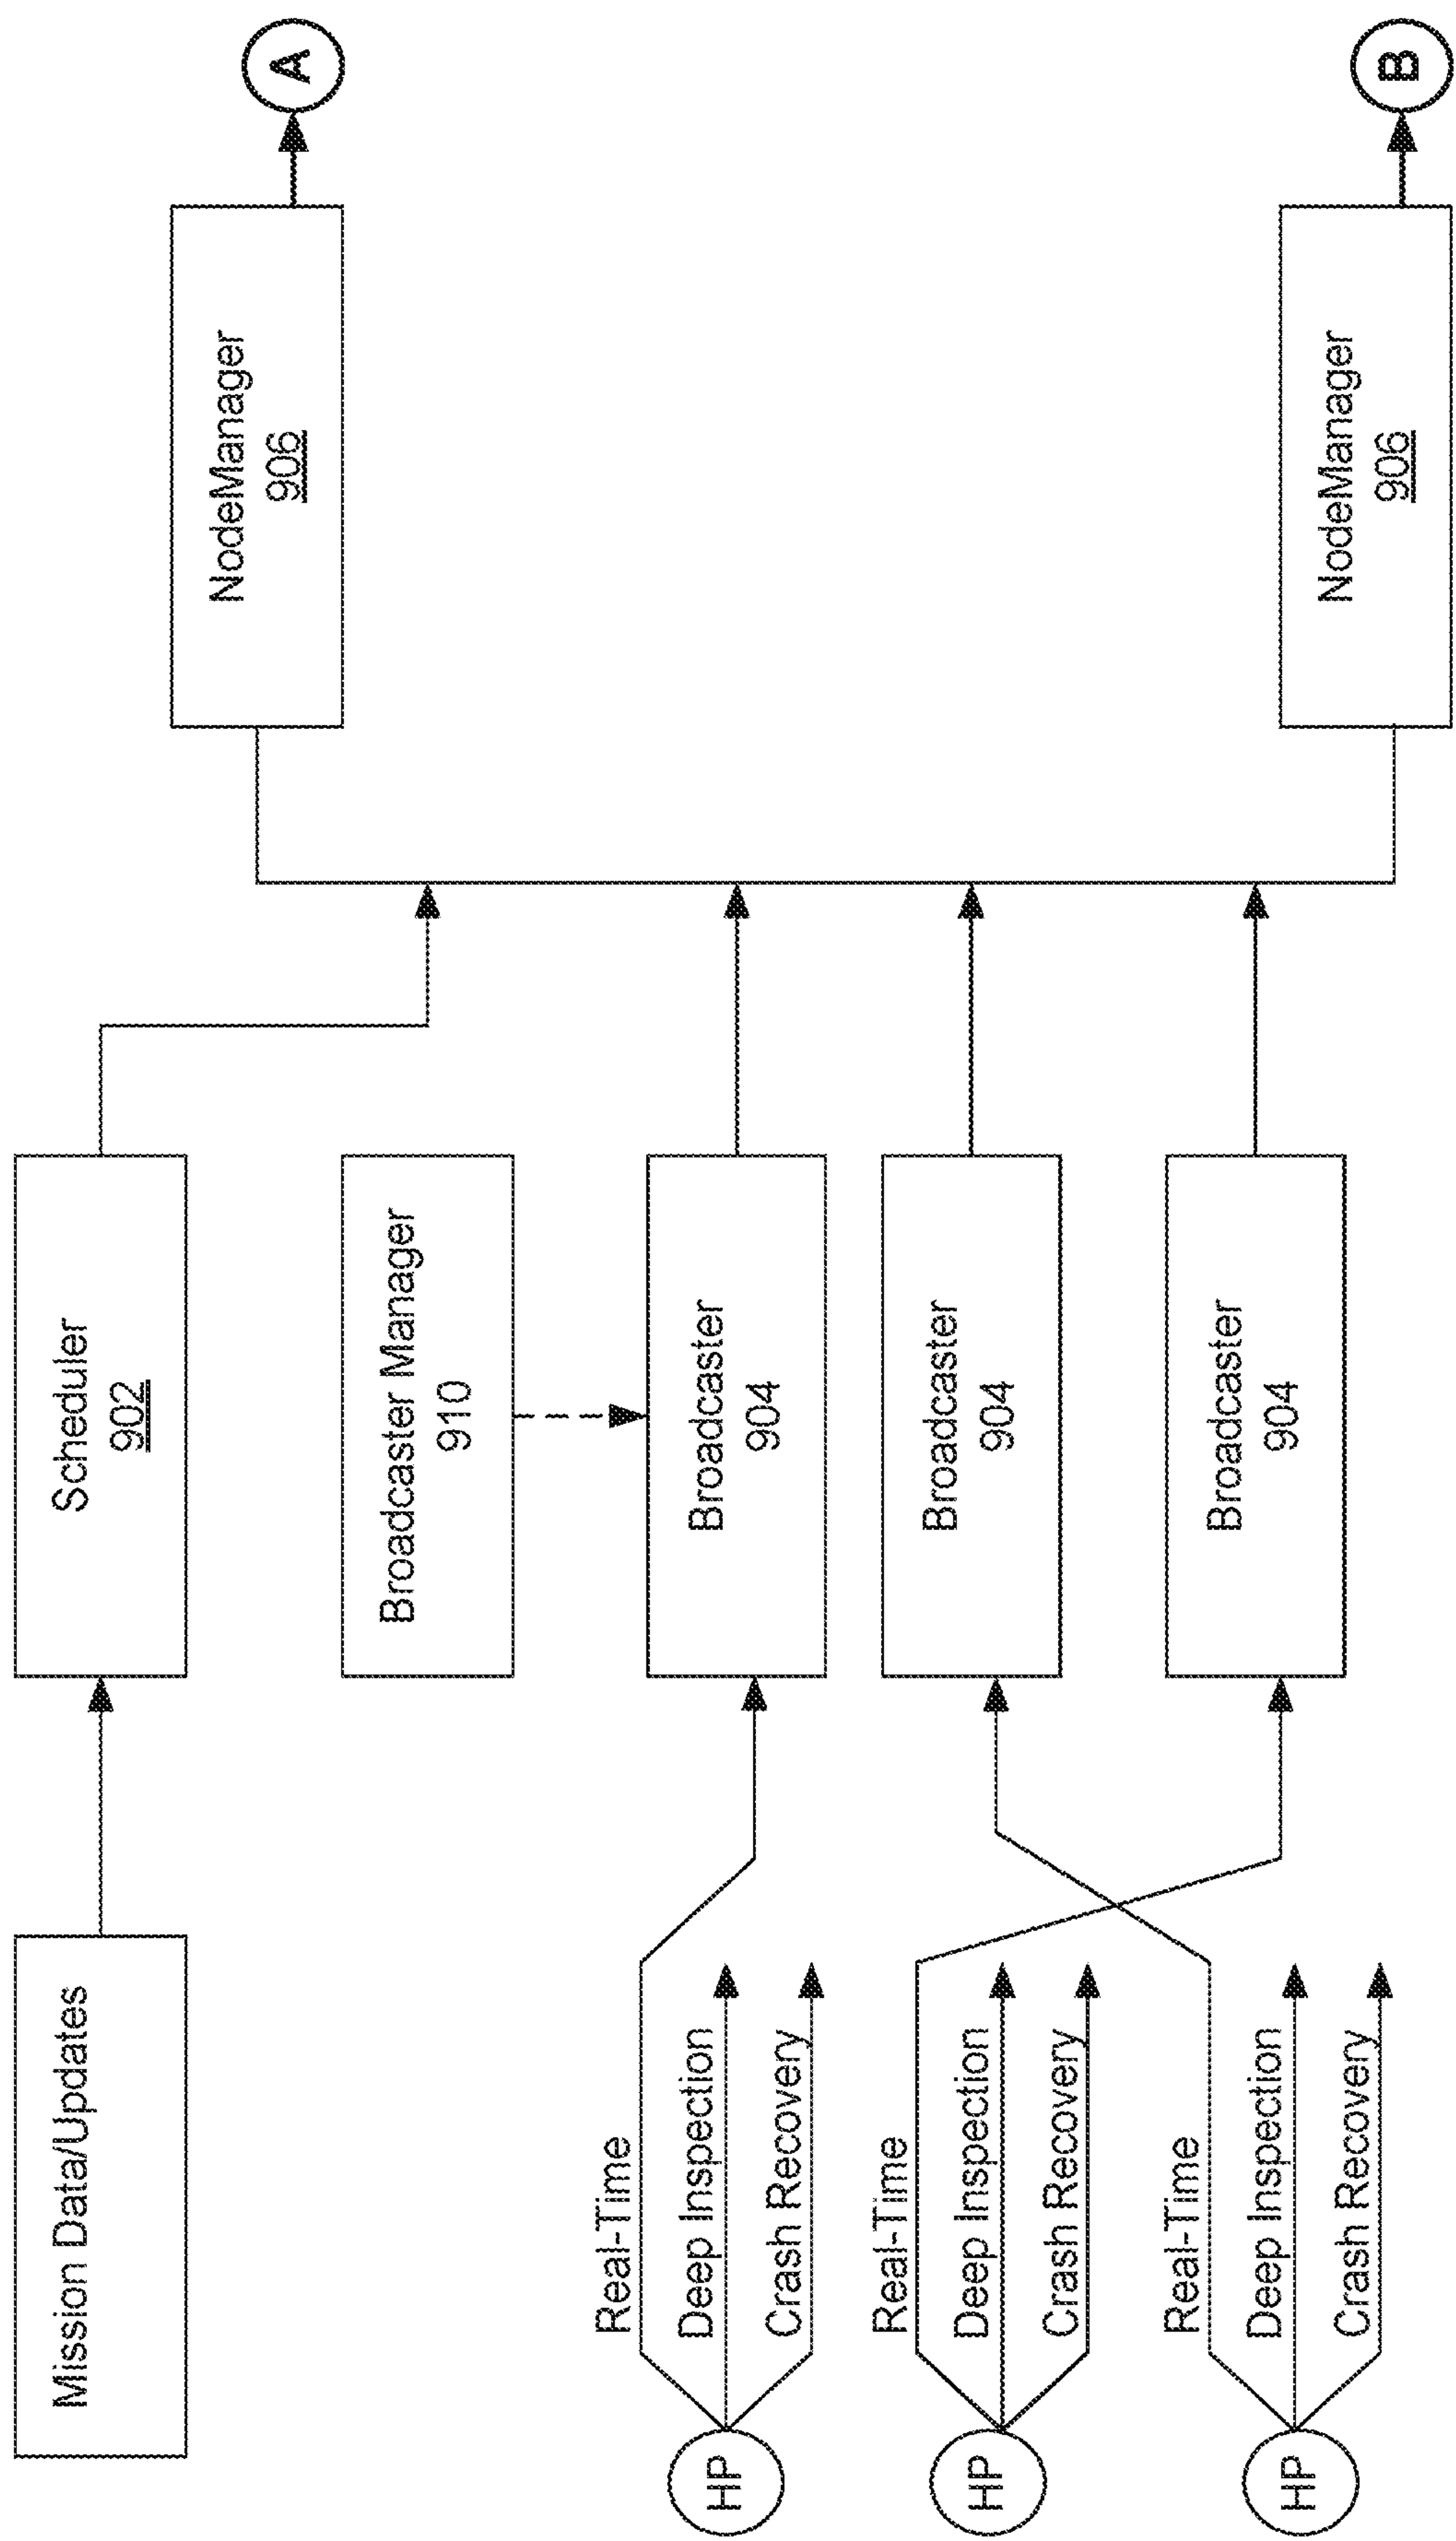 Mission Data/Updates
Scheduler
902
Broadcaster Manager
910
NodeManager
906
A
HP
Real-Time
Deep Inspection
Crash Recovery
Broadcaster
904
HP
Real-Time
Deep Inspection
Crash Recovery
Broadcaster
904
HP
Real-Time
Deep Inspection
Crash Recovery
Broadcaster
904
NodeManager
906
B